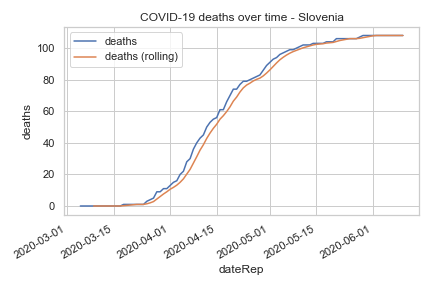 COVID-19 deaths over time - Slovenia
deaths
deaths (rolling)
deaths
100
80
60
40
20
0
2020-03-01
2020-03-15
2020-04-01
2020-04-15
2020-05-01
2020-05-15
2020-06-01
dateRep